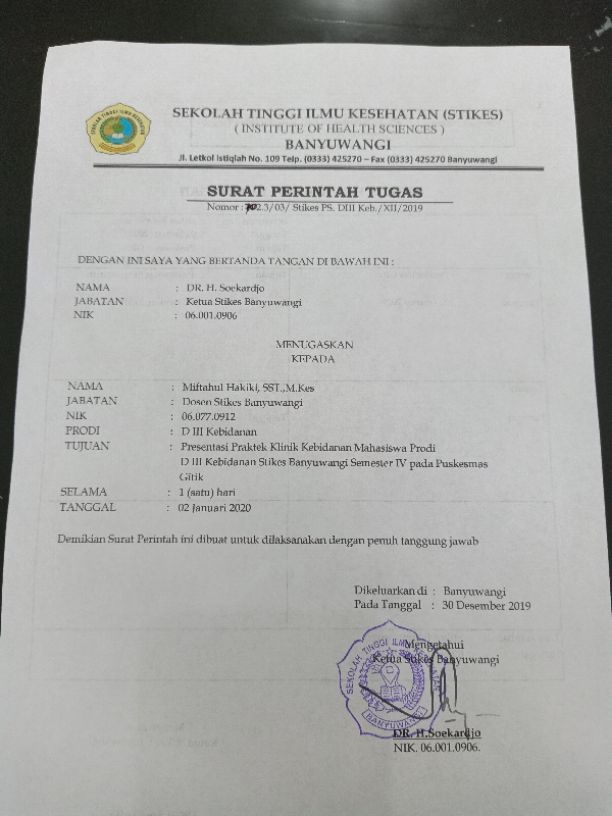 SEKOLAH TINGGI ILMU KESEHATAN (STIKES)
( INSTITUTE OF HEALTH SCIENCES )
BANYUWANGI
Jl. Letkol Istiqlah No. 109 Telp. (0333) 425270 – Fax (0333) 425270 Banyuwangi
SURAT PERINTAH TUGAS
Nomor : 02.3/03/ Stikes PS. DIII Keb./XII/2019
DENGAN INI SAYA YANG BERTANDA TANGAN DI BAWAH INI :
NAMA : DR. H. Soekardjo
JABATAN : Ketua Stikes Banyuwangi
NIK : 06.001.0906
MENUGASKAN
KEPADA
NAMA : Miftahul Hakiki, SST.,M.Kes
JABATAN : Dosen Stikes Banyuwangi
NIK : 06.077.0912
PRODI : D III Kebidanan
TUJUAN : Presentasi Praktek Klinik Kebidanan Mahasiswa Prodi
D III Kebidanan Stikes Banyuwangi Semester IV pada Puskesmas
Gitik
SELAMA : 1 (satu) hari
TANGGAL : 02 Januari 2020
Demikian Surat Perintah ini dibuat untuk dilaksanakan dengan penuh tanggung jawab
Dikeluarkan di : Banyuwangi
Pada Tanggal : 30 Desember 2019
Mengetahui
Ketua Stikes Banyuwangi
SEKOLAH TINGGI ILMU KESEHATAN
BANYUWANGI
DR. H.Soekardjo
NIK. 06.001.0906.